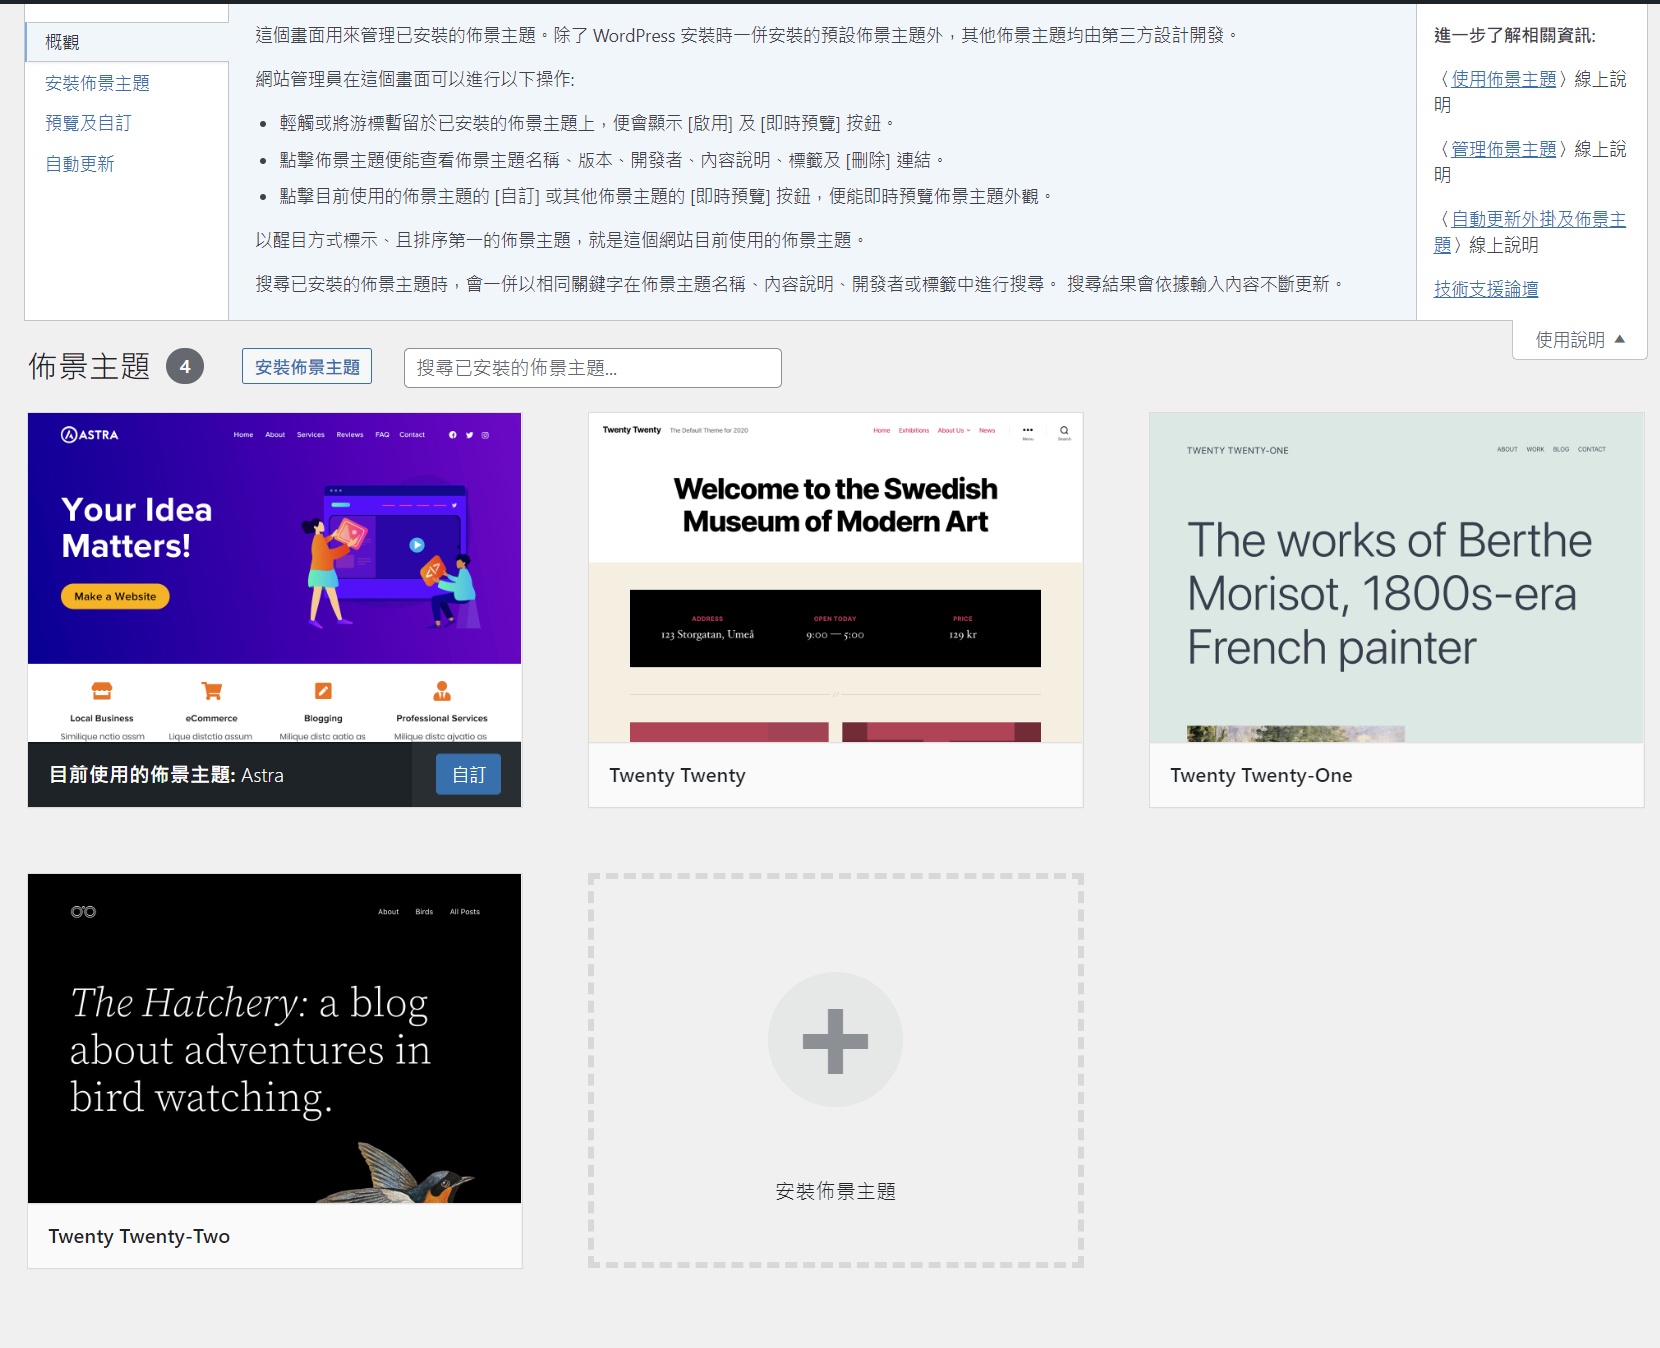 概觀
安裝佈景主題
預覽及自訂
自動更新
這個畫面用來管理已安裝的佈景主題。除了 WordPress 安裝時一併安裝的預設佈景主題外，其他佈景主題均由第三方設計開發。
網站管理員在這個畫面可以進行以下操作:
輕觸或將游標暫留於已安裝的佈景主題上，便會顯示 [啟用] 及 [即時預覽] 按鈕。
點擊佈景主題便能查看佈景主題名稱、版本、開發者、內容說明、標籤及 [刪除] 連結。
點擊目前使用的佈景主題的 [自訂] 或其他佈景主題的 [即時預覽] 按鈕，便能即時預覽佈景主題外觀。
以醒目方式標示、且排序第一的佈景主題，就是這個網站目前使用的佈景主題。
搜尋已安裝的佈景主題時，會一併以相同關鍵字在佈景主題名稱、內容說明、開發者或標籤中進行搜尋。 搜尋結果會依據輸入內容不斷更新。
進一步了解相關資訊:
〈使用佈景主題〉線上說
明
〈管理佈景主題〉線上說
明
〈自動更新外掛及佈景主
題〉線上說明
技術支援論壇
使用說明
佈景主題 4 安裝佈景主題 搜尋已安裝的佈景主題...
ASTRA Home About Services Reviews FAQ Contact
Your Idea
Matters!
Make a Website
Local Business eCommerce Blogging Professional Services
目前使用的佈景主題: Astra 自訂
Twenty Twenty The Default Theme for 2020 Home Exhibitions About Us News Menu Search
Welcome to the Swedish
Museum of Modern Art
ADDRESS OPEN TODAY PRICE
123 Storgatan, Umeå 9:00 — 5:00 129 kr
Twenty Twenty
TWENTY TWENTY-ONE ABOUT WORK BLOG CONTACT
The works of Berthe
Morisot, 1800s-era
French painter
Twenty Twenty-One
About Birds All Posts
The Hatchery: a blog
about adventures in
bird watching.
Twenty Twenty-Two
安裝佈景主題